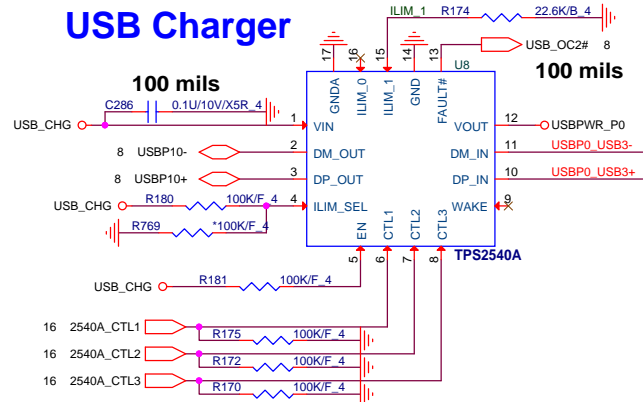 USB Charger
ILIM_1
R174
22.6K/B_4
USB_OC2# 8
100 mils
100 mils
C286
0.1U/10V/X5R_4
17
16
15
14
13
U8
GNDA
ILIM_0
ILIM_1
GND
FAULT#
USB_CHG
1
VIN
VOUT
12
USBPWR_P0
8 USBP10-
2
DM_OUT
DM_IN
11
USBP0_USB3-
8 USBP10+
3
DP_OUT
DP_IN
10
USBP0_USB3+
USB_CHG
R180
100K/F_4
4
ILIM_SEL
WAKE
9
R769
*100K/F_4
EN
CTL1
CTL2
CTL3
TPS2540A
5
6
7
8
USB_CHG
R181
100K/F_4
16 2540A_CTL1
R175
100K/F_4
16 2540A_CTL2
R172
100K/F_4
16 2540A_CTL3
R170
100K/F_4